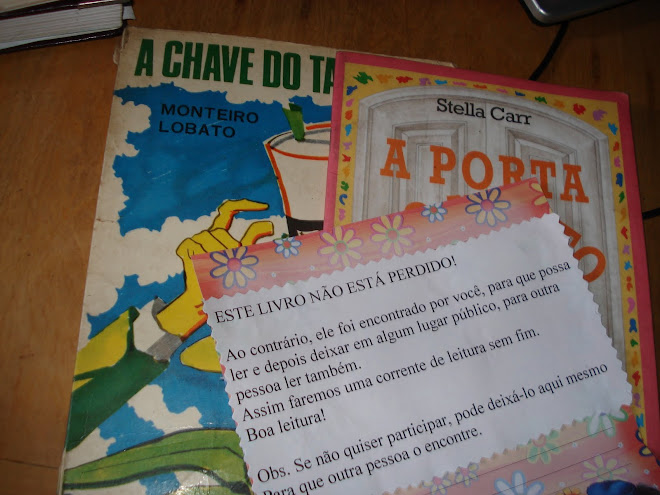 A CHAVE DO TA
MONTEIRO
LOBATO
Stella Carr
A PORTA
ESTE LIVRO NÃO ESTÁ PERDIDO!
Ao contrário, ele foi encontrado por você, para que possa
ler e depois deixar em algum lugar público, para outra
pessoa ler também.
Assim faremos uma corrente de leitura sem fim.
Boa leitura!
Obs. Se não quiser participar, pode deixá-lo aqui mesmo
Para que outra pessoa o encontre.